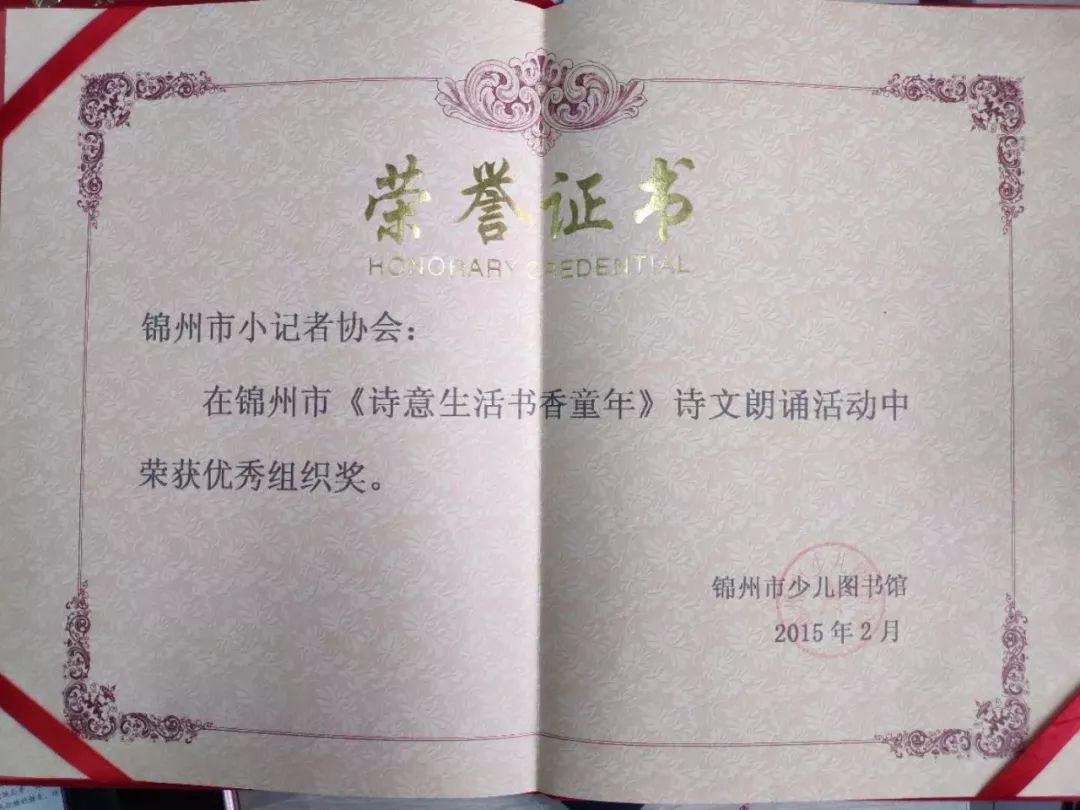 荣誉证书
HONORARY CREDENTIAL
锦州市小记者协会：
在锦州市《诗意生活书香童年》诗文朗诵活动中
荣获优秀组织奖。
锦州市少儿图书馆
2015年2月